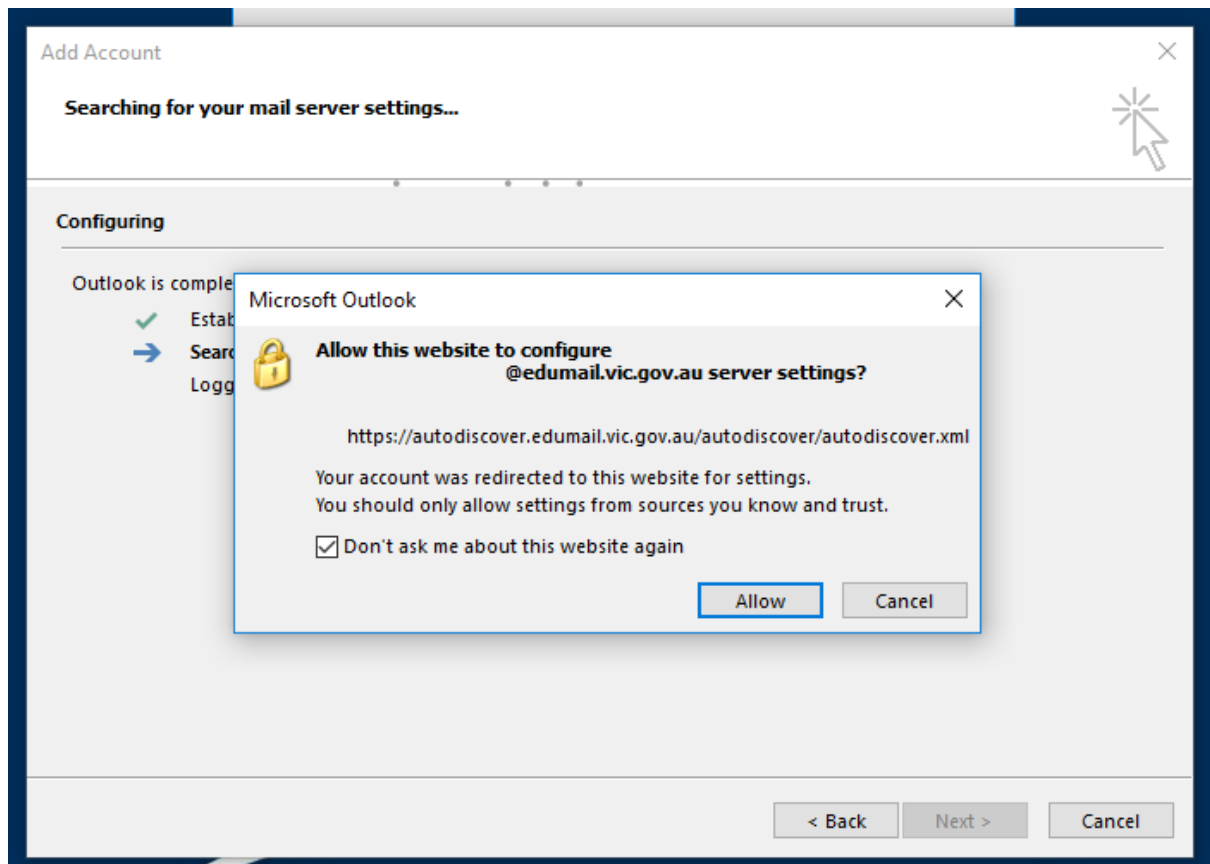 Add Account
Searching for your mail server settings...
Configuring
Outlook is comple
Estab
Searc
Logg
Microsoft Outlook
Allow this website to configure
@edumail.vic.gov.au server settings?
https://autodiscover.edumail.vic.gov.au/autodiscover/autodiscover.xml
Your account was redirected to this website for settings.
You should only allow settings from sources you know and trust.
Don't ask me about this website again
Allow
Cancel
< Back
Next >
Cancel